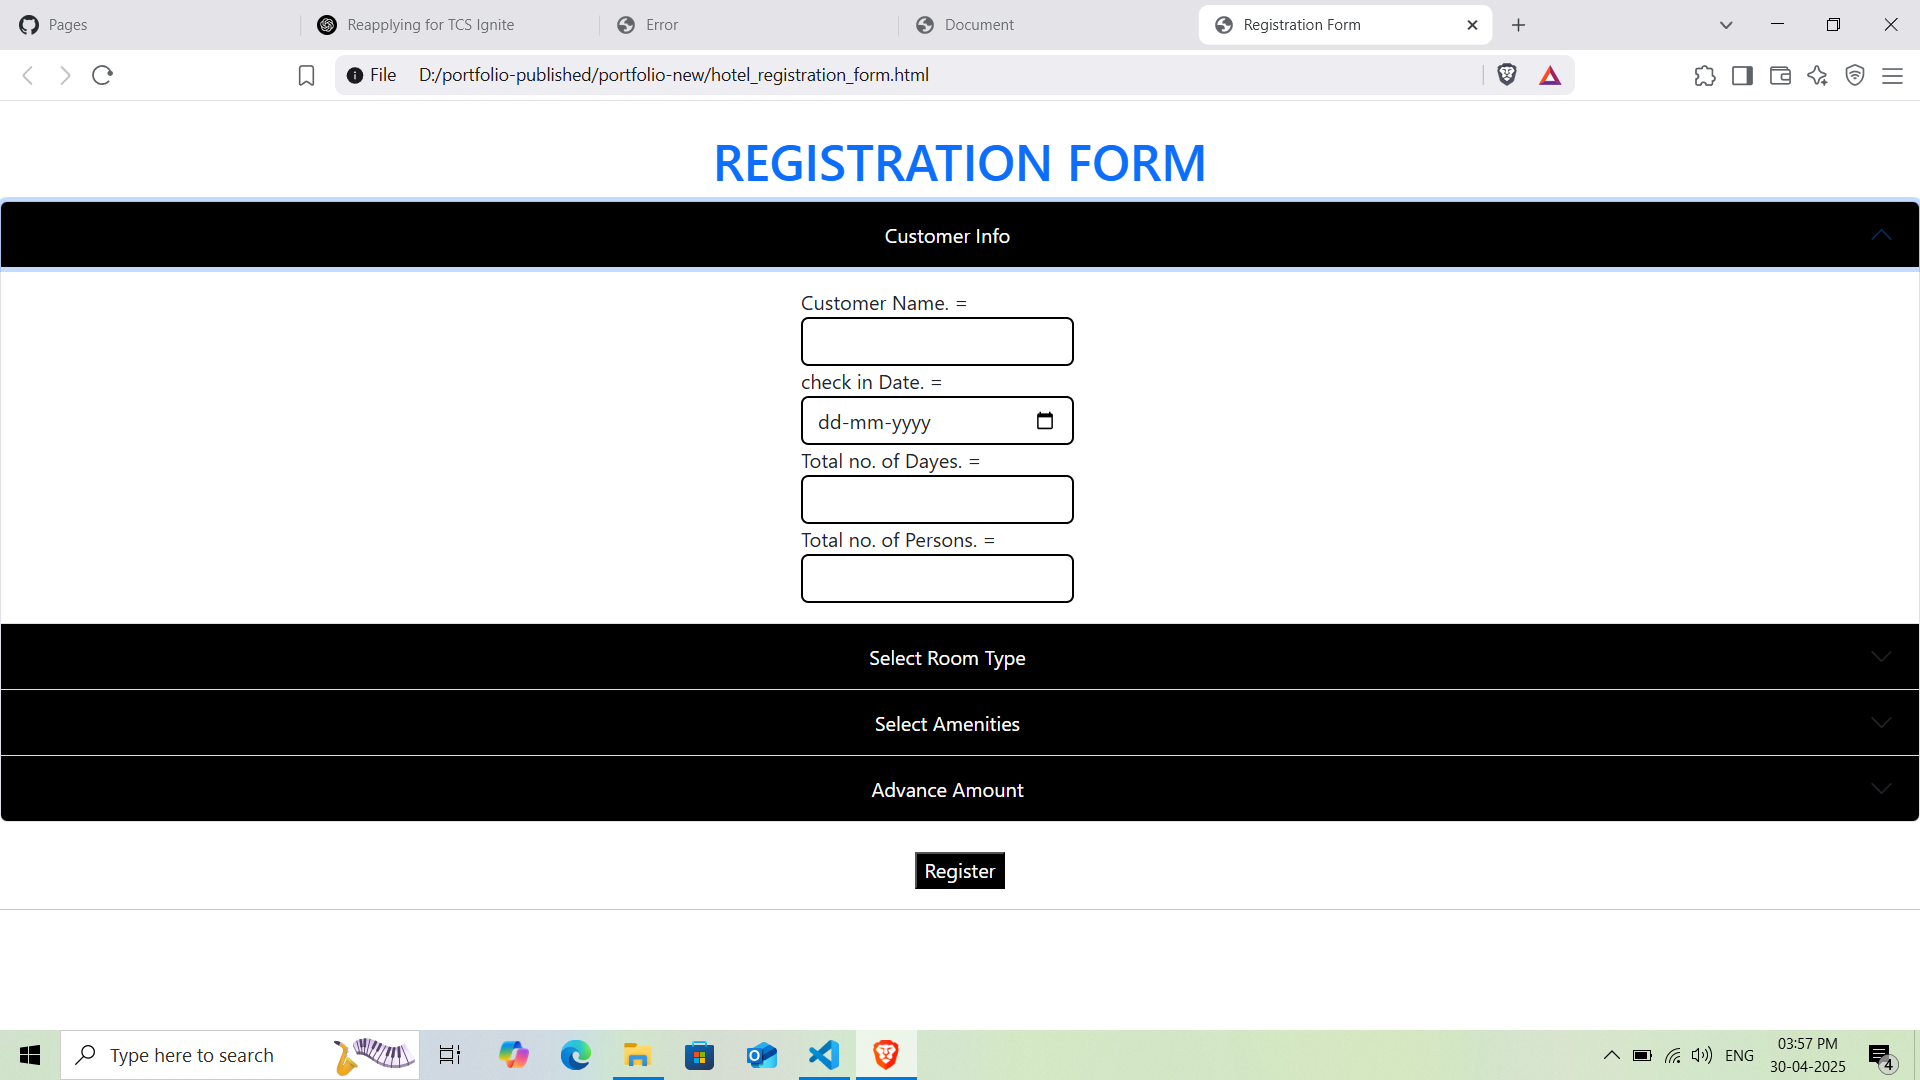 Pages
Reapplying for TCS Ignite
Error
Document
Registration Form
File D:/portfolio-published/portfolio-new/hotel_registration_form.html
REGISTRATION FORM
Customer Info
Customer Name. =
check in Date. =
dd-mm-yyyy
Total no. of Dayes. =
Total no. of Persons. =
Select Room Type
Select Amenities
Advance Amount
Register
Type here to search
ENG
03:57 PM
30-04-2025
4